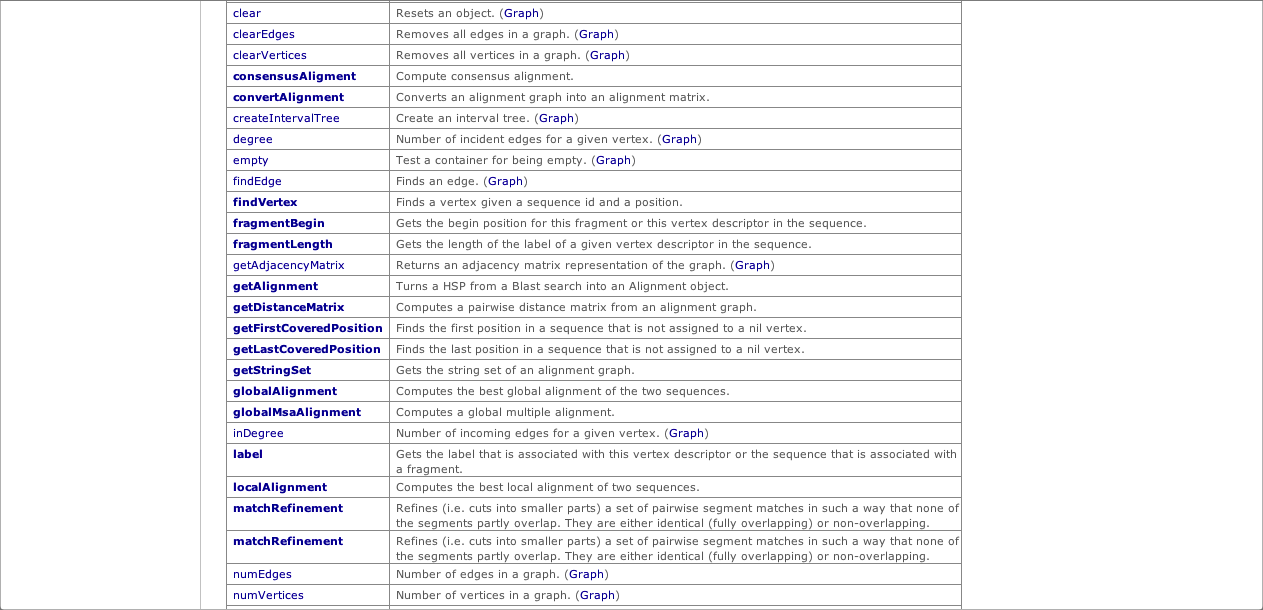 clear Resets an object. (Graph)
clearEdges Removes all edges in a graph. (Graph)
clearVertices Removes all vertices in a graph. (Graph)
consensusAligment Compute consensus alignment.
convertAlignment Converts an alignment graph into an alignment matrix.
createIntervalTree Create an interval tree. (Graph)
degree Number of incident edges for a given vertex. (Graph)
empty Test a container for being empty. (Graph)
findEdge Finds an edge. (Graph)
findVertex Finds a vertex given a sequence id and a position.
fragmentBegin Gets the begin position for this fragment or this vertex descriptor in the sequence.
fragmentLength Gets the length of the label of a given vertex descriptor in the sequence.
getAdjacencyMatrix Returns an adjacency matrix representation of the graph. (Graph)
getAlignment Turns a HSP from a Blast search into an Alignment object.
getDistanceMatrix Computes a pairwise distance matrix from an alignment graph.
getFirstCoveredPosition Finds the first position in a sequence that is not assigned to a nil vertex.
getLastCoveredPosition Finds the last position in a sequence that is not assigned to a nil vertex.
getStringSet Gets the string set of an alignment graph.
globalAlignment Computes the best global alignment of the two sequences.
globalMsaAlignment Computes a global multiple alignment.
inDegree Number of incoming edges for a given vertex. (Graph)
label Gets the label that is associated with this vertex descriptor or the sequence that is associated with
a fragment.
localAlignment Computes the best local alignment of two sequences.
matchRefinement Refines (i.e. cuts into smaller parts) a set of pairwise segment matches in such a way that none of
the segments partly overlap. They are either identical (fully overlapping) or non-overlapping.
matchRefinement Refines (i.e. cuts into smaller parts) a set of pairwise segment matches in such a way that none of
the segments partly overlap. They are either identical (fully overlapping) or non-overlapping.
numEdges Number of edges in a graph. (Graph)
numVertices Number of vertices in a graph. (Graph)